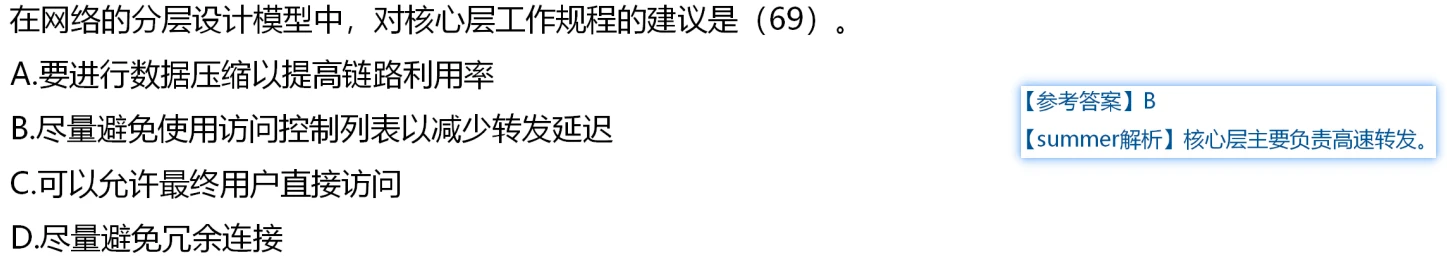 在网络的分层设计模型中，对核心层工作规程的建议是（69）。
A.要进行数据压缩以提高链路利用率
B.尽量避免使用访问控制列表以减少转发延迟
C.可以允许最终用户直接访问
D.尽量避免冗余连接
【参考答案】B
【summer解析】核心层主要负责高速转发。